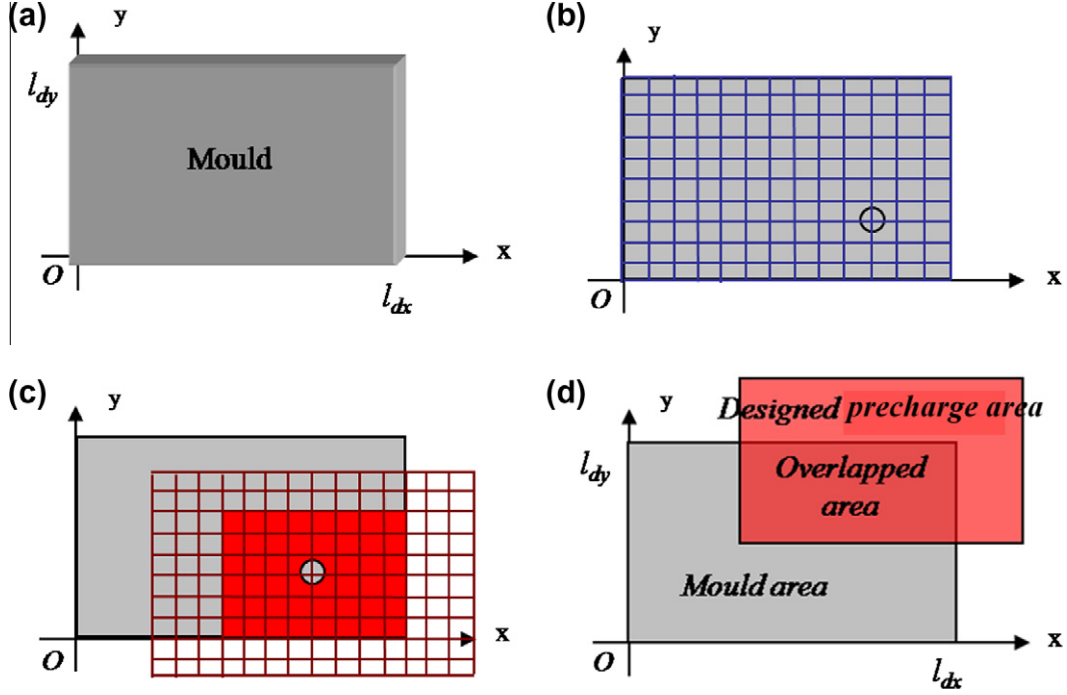 (a)
y
l_dy
Mould
x
O
l_dx
(b)
y
x
O
(c)
y
x
O
(d)
y
Designed precharge area
l_dy
Overlapped
area
Mould area
x
O
l_dx